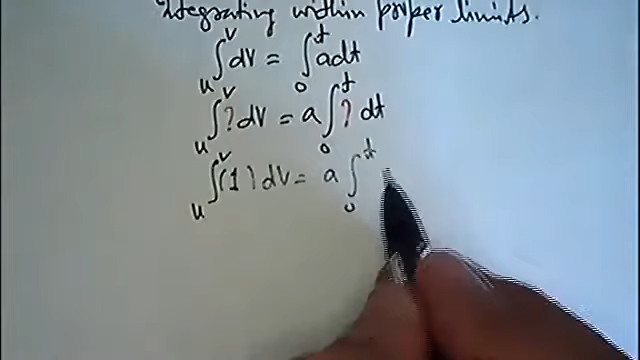 Integrating within proper limits.
∫ᵤᵛ dv = ∫₀ᵗ adt
∫ᵤᵛ ? dv = a ∫₀ᵗ ? dt
∫ᵤᵛ (1) dv = a ∫₀ᵗ